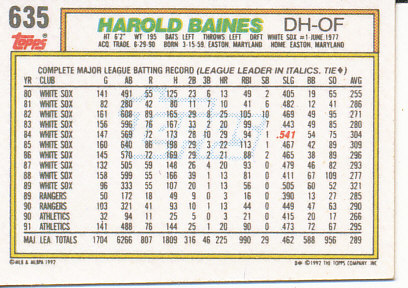 635
Topps
HAROLD BAINES DH-OF
HT 6'2" WT 195 BATS LEFT THROWS LEFT DRFT WHITE SOX #1-JUNE 1977
ACQ. TRADE 8-29-90 BORN 3-15-59, EASTON, MARYLAND HOME EASTON, MARYLAND
COMPLETE MAJOR LEAGUE BATTING RECORD (LEAGUE LEADER IN ITALICS, TIE♦)
YR CLUB G AB R H 2B 3B HR RBI SB SLG BB SO AVG
80 WHITE SOX 141 491 55 125 23 6 13 49 2 405 19 65 255
81 WHITE SOX 82 280 42 80 11 7 10 41 6 482 12 41 286
82 WHITE SOX 161 608 89 165 29 8 25 105 10 469 49 95 271
83 WHITE SOX 156 596 76 167 33 2 20 99 7 443 49 85 280
84 WHITE SOX 147 569 72 173 28 10 29 94 1 .541 54 75 304
85 WHITE SOX 160 640 86 198 29 3 22 113 1 467 42 89 309
86 WHITE SOX 145 570 72 169 29 2 21 88 2 465 38 89 296
87 WHITE SOX 132 505 59 148 26 4 20 93 0 479 46 82 293
88 WHITE SOX 158 599 55 166 39 1 13 81 0 411 67 109 277
89 WHITE SOX 96 333 55 107 20 1 13 56 0 505 60 52 321
89 RANGERS 50 172 18 49 9 0 3 16 0 390 13 27 285
90 RANGERS 103 321 41 93 10 1 13 44 0 449 47 63 290
90 ATHLETICS 32 94 11 25 5 0 3 21 0 415 20 17 266
91 ATHLETICS 141 488 76 144 25 1 20 90 0 473 72 67 295
MAJ. LEA. TOTALS 1704 6266 807 1809 316 46 225 990 29 462 588 956 289
©MLB & MLBPA 1992 ©1992 THE TOPPS COMPANY, INC.